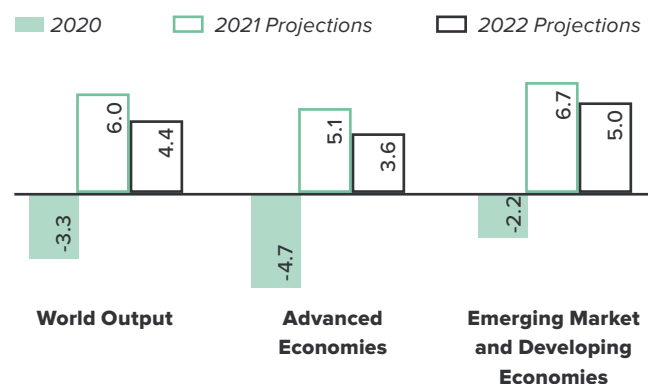 2020 2021 Projections 2022 Projections
6.0 4.4 5.1 3.6 6.7 5.0
-3.3 -4.7 -2.2
World Output
Advanced
Economies
Emerging Market
and Developing
Economies